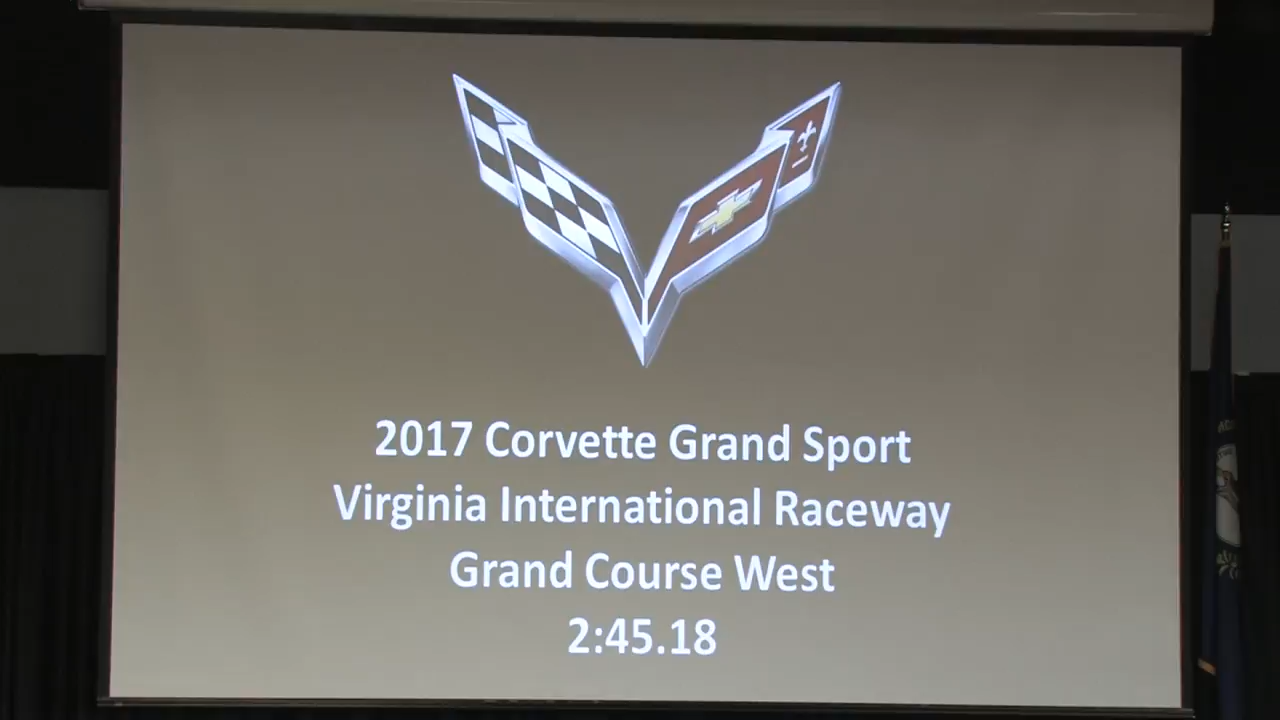 2017 Corvette Grand Sport
Virginia International Raceway
Grand Course West
2:45.18